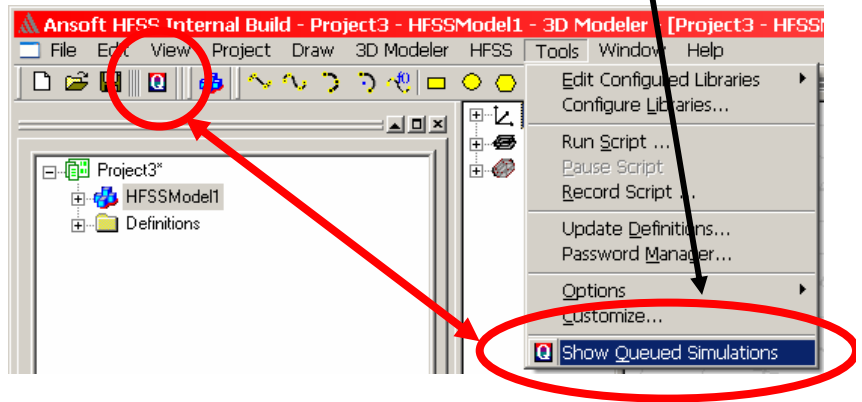 Ansoft HFSS Internal Build - Project3 - HFSSModel1 - 3D Modeler - [Project3 - HFSSM
File Edit View Project Draw 3D Modeler HFSS Tools Window Help
Project3*
HFSSModel1
Definitions
Edit Configured Libraries
Configure Libraries...
Run Script ...
Pause Script
Record Script ...
Update Definitions...
Password Manager...
Options
Customize...
Show Queued Simulations